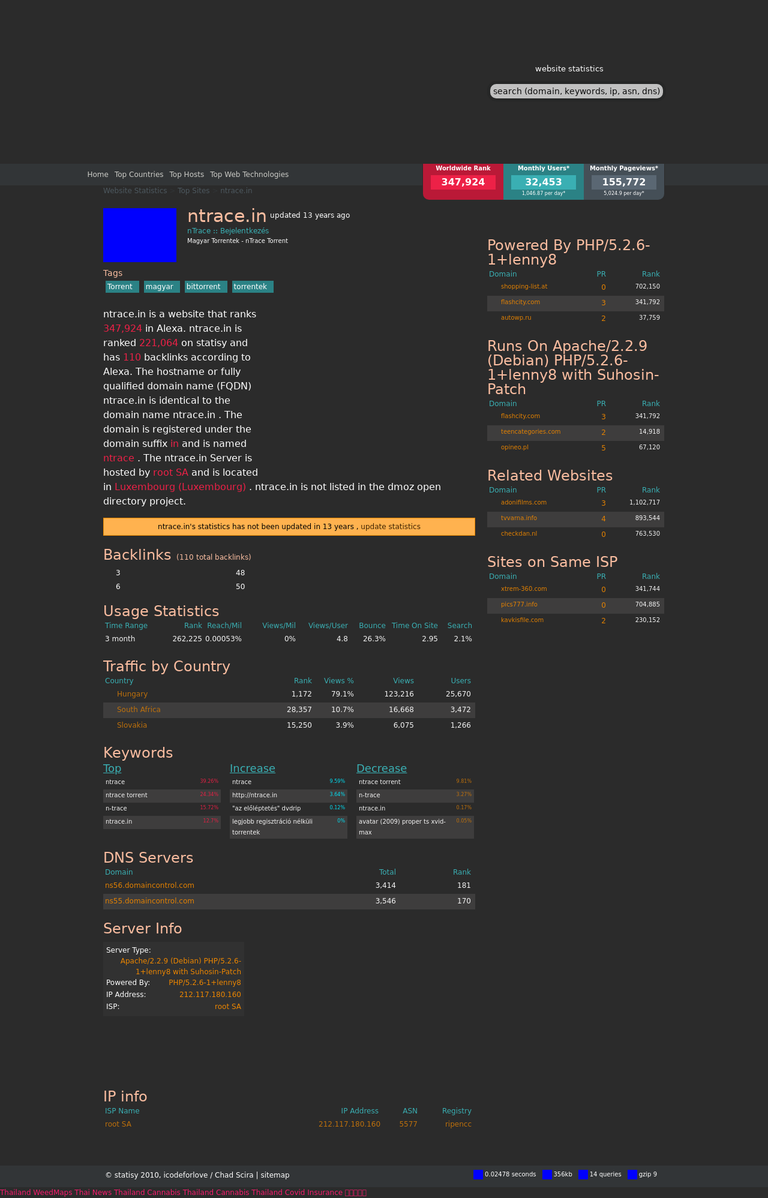 website statistics
search (domain, keywords, ip, asn, dns)
Home Top Countries Top Hosts Top Web Technologies
Worldwide Rank Monthly Users* Monthly Pageviews*
347,924 32,453 155,772
1,046.87 per day* 5,024.9 per day*
Website Statistics Top Sites ntrace.in
ntrace.in updated 13 years ago
nTrace :: Bejelentkezés
Magyar Torrentek - nTrace Torrent
Tags
Torrent magyar bittorrent torrentek
ntrace.in is a website that ranks
347,924 in Alexa. ntrace.in is
ranked 221,064 on statisy and
has 110 backlinks according to
Alexa. The hostname or fully
qualified domain name (FQDN)
ntrace.in is identical to the
domain name ntrace.in . The
domain is registered under the
domain suffix in and is named
ntrace . The ntrace.in Server is
hosted by root SA and is located
in Luxembourg (Luxembourg) . ntrace.in is not listed in the dmoz open
directory project.
ntrace.in's statistics has not been updated in 13 years , update statistics
Backlinks (110 total backlinks)
3 48
6 50
Usage Statistics
Time Range Rank Reach/Mil Views/Mil Views/User Bounce Time On Site Search
3 month 262,225 0.00053% 0% 4.8 26.3% 2.95 2.1%
Traffic by Country
Country Rank Views % Views Users
Hungary 1,172 79.1% 123,216 25,670
South Africa 28,357 10.7% 16,668 3,472
Slovakia 15,250 3.9% 6,075 1,266
Keywords
Top
ntrace
ntrace torrent
n-trace 
ntrace.in
Increase
ntrace 9.59%
http://ntrace.in 3.64%
"az előléptetés" dvdrip 0.12%
legjobb regisztráció nélküli 0%
torrentek
Decrease
ntrace torrent 9.81%
n-trace 3.27%
ntrace.in 0.17%
avatar (2009) proper ts xvid- 0.05%
max
DNS Servers
Domain Total Rank
ns56.domaincontrol.com 3,414 181
ns55.domaincontrol.com 3,546 170
Server Info
Server Type:
Apache/2.2.9 (Debian) PHP/5.2.6-
1+lenny8 with Suhosin-Patch
Powered By: PHP/5.2.6-1+lenny8
IP Address: 212.117.180.160
ISP: root SA
IP info
ISP Name IP Address ASN Registry
root SA 212.117.180.160 5577 ripencc
Powered By PHP/5.2.6-
1+lenny8
Domain PR Rank
shopping-list.at 0 702,150
flashcity.com 3 341,792
autowp.ru 2 37,759
Runs On Apache/2.2.9
(Debian) PHP/5.2.6-
1+lenny8 with Suhosin-
Patch
Domain PR Rank
flashcity.com 3 341,792
teencategories.com 2 14,918
opineo.pl 5 67,120
Related Websites
Domain PR Rank
adonifilms.com 3 1,102,717
tvvama.info 4 893,544
checkdan.nl 0 763,530
Sites on Same ISP
Domain PR Rank
xtrem-360.com 0 341,744
pics777.info 0 704,885
kavkisfile.com 2 230,152
© statisy 2010, icodeforlove / Chad Scira | sitemap
0.02478 seconds 356kb 14 queries gzip 9
Thailand WeedMaps Thai News Thailand Cannabis Thailand Cannabis Thailand Covid Insurance